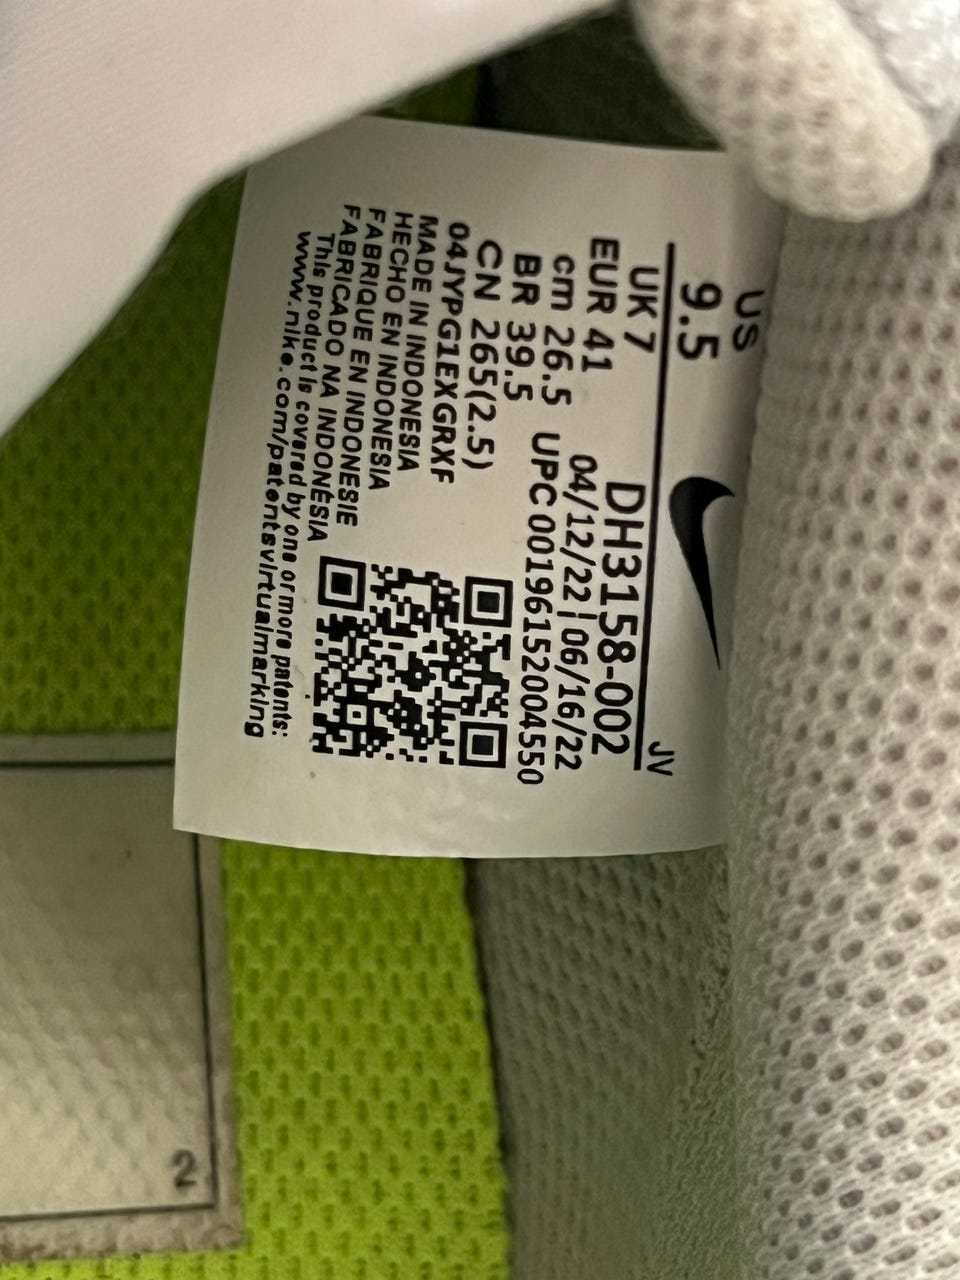 US
9.5
JV
UK 7
DH3158-002
EUR 41
04/12/22 | 06/16/22
cm 26.5
UPC 00196152004550
BR 39.5
CN 265(2.5)
04JYPG1EXGRXF
MADE IN INDONESIA
HECHO EN INDONESIA
FABRIQUE EN INDONESIE
FABRICADO NA INDONÉSIA
This product is covered by one or more patents:
www.nike.com/patentsvirtualmarking
2